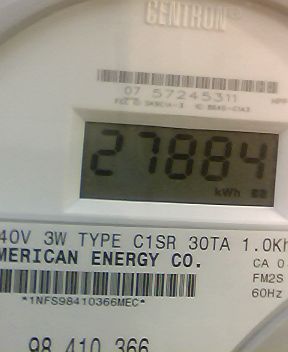 CENTRON®
07 57245311
27884
kWh
40V 3W TYPE C1SR 30TA 1.0Kh
MERICAN ENERGY CO.
CA 0
FM2S
60Hz
*1NFS98410366MEC*
98 410 366